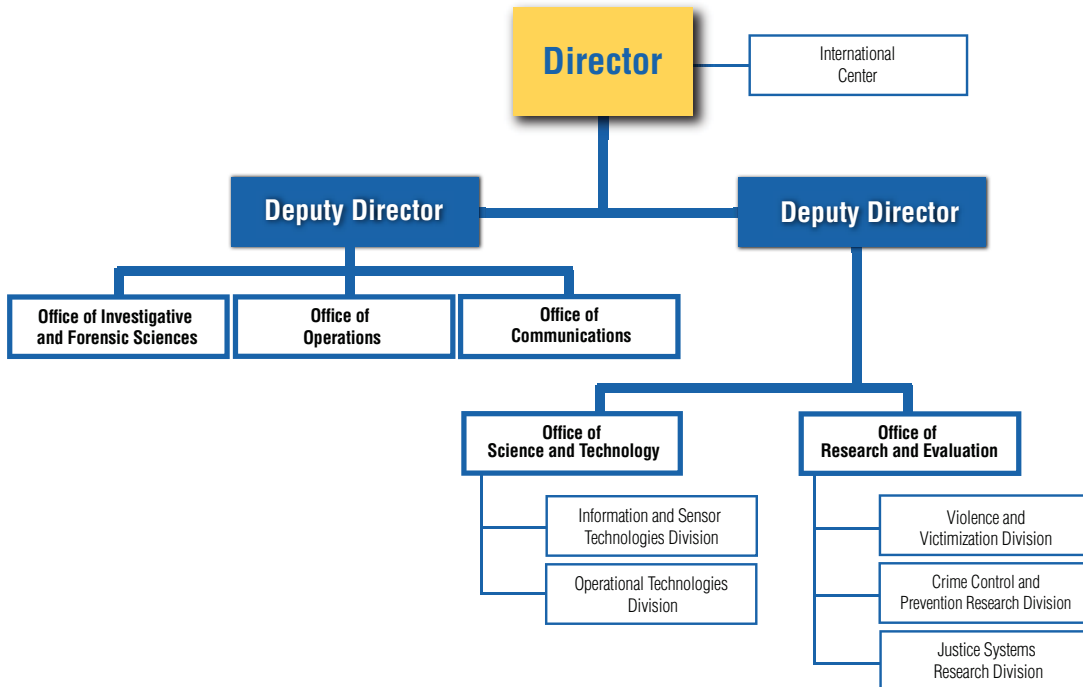 Director
International
Center
Deputy Director
Deputy Director
Office of Investigative
and Forensic Sciences
Office of
Operations
Office of
Communications
Office of
Science and Technology
Office of
Research and Evaluation
Information and Sensor
Technologies Division
Operational Technologies
Division
Violence and
Victimization Division
Crime Control and
Prevention Research Division
Justice Systems
Research Division